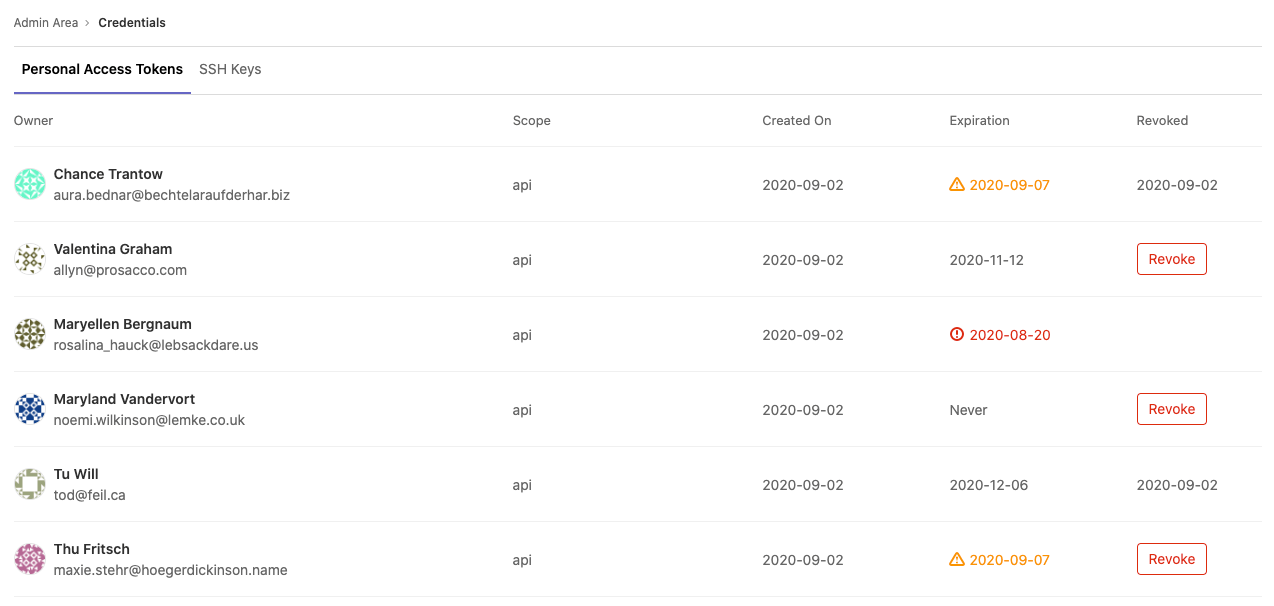 Admin Area › Credentials
Personal Access Tokens SSH Keys
Owner Scope Created On Expiration Revoked
Chance Trantow
aura.bednar@bechtelaraufderhar.biz
api 2020-09-02 2020-09-07 2020-09-02
Valentina Graham
allyn@prosacco.com
api 2020-09-02 2020-11-12 Revoke
Maryellen Bergnaum
rosalina_hauck@lebsackdare.us
api 2020-09-02 2020-08-20
Maryland Vandervort
noemi.wilkinson@lemke.co.uk
api 2020-09-02 Never Revoke
Tu Will
tod@feil.ca
api 2020-09-02 2020-12-06 2020-09-02
Thu Fritsch
maxie.stehr@hoegerdickinson.name
api 2020-09-02 2020-09-07 Revoke